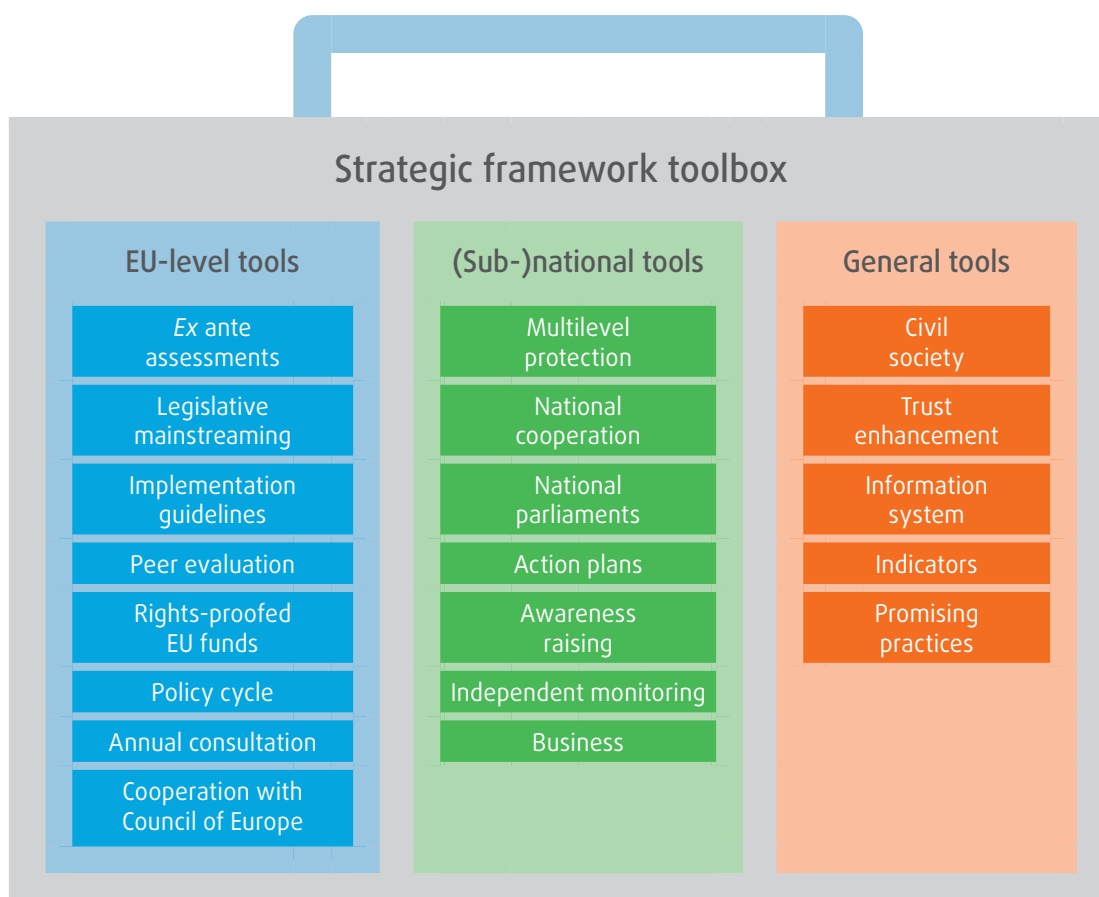 Strategic framework toolbox
EU-level tools
Ex ante
assessments
Legislative
mainstreaming
Implementation
guidelines
Peer evaluation
Rights-proofed
EU funds
Policy cycle
Annual consultation
Cooperation with
Council of Europe
(Sub-)national tools
Multilevel
protection
National
cooperation
National
parliaments
Action plans
Awareness
raising
Independent monitoring
Business
General tools
Civil
society
Trust
enhancement
Information
system
Indicators
Promising
practices